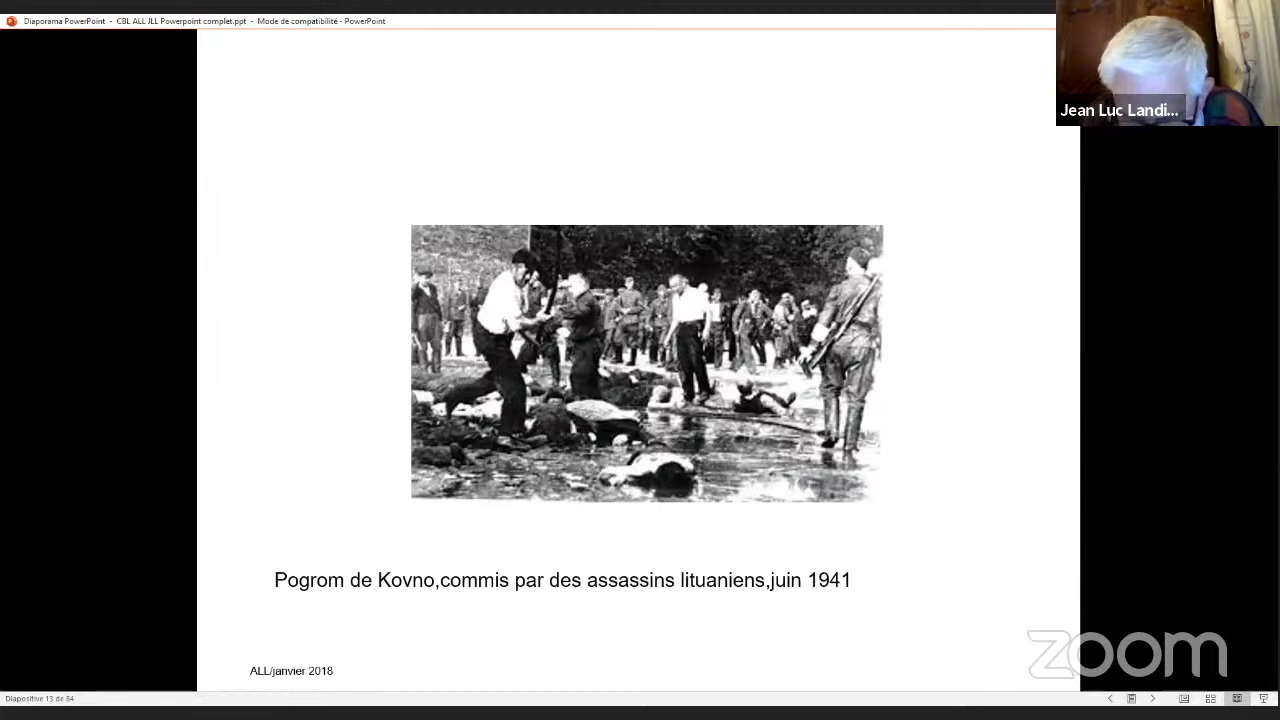 Diaporama PowerPoint - CBL ALL JLL Powerpoint complet.ppt - Mode de compatibilité - PowerPoint
Jean Luc Landi...
Pogrom de Kovno,commis par des assassins lituaniens,juin 1941
zoom
ALL/janvier 2018
Diapositive 13 de 84